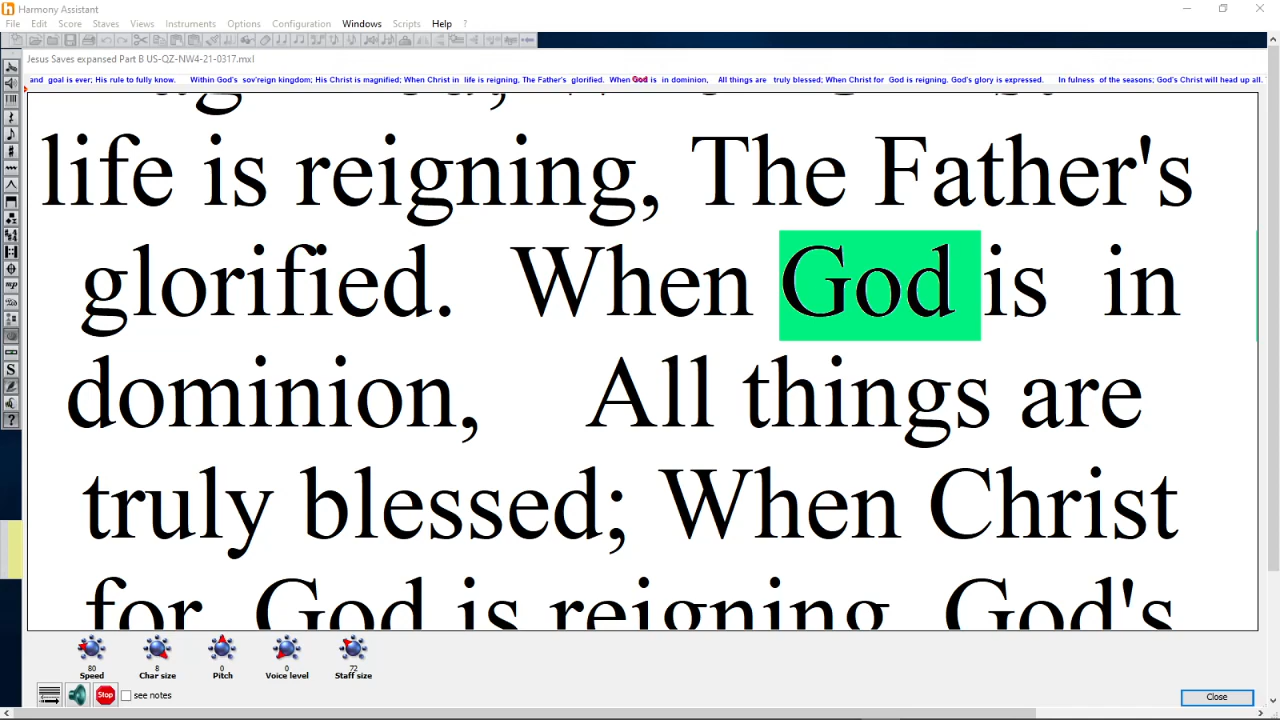 Harmony Assistant
File Edit Score Staves Views Instruments Options Configuration Windows Scripts Help ?
Jesus Saves expansed Part B US-QZ-NW4-21-0317.mxl
and goal is ever; His rule to fully know. Within God's sov'reign kingdom; His Christ is magnified; When Christ in life is reigning, The Father's glorified. When God is in dominion, All things are truly blessed; When Christ for God is reigning, God's glory is expressed. In fulness of the seasons; God's Christ will head up all.
life is reigning, The Father's
glorified. When God is in
dominion, All things are
truly blessed; When Christ
for God is reigning, God's
80 8 0 0 72
Speed Char size Pitch Voice level Staff size
Stop see notes Close